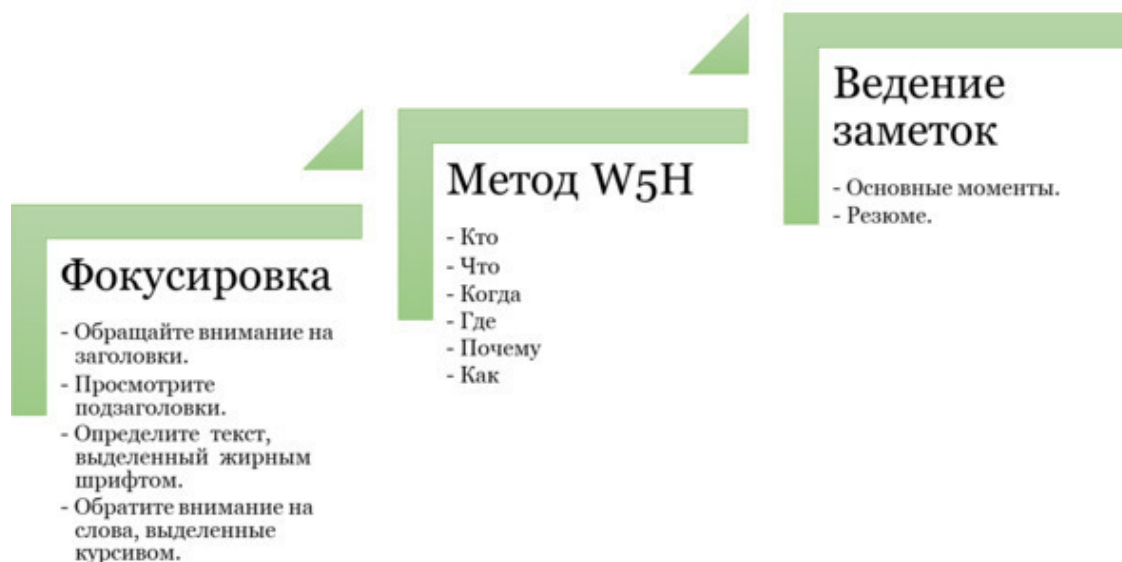 Фокусировка
- Обращайте внимание на
заголовки.
- Просмотрите
подзаголовки.
- Определите текст,
выделенный жирным
шрифтом.
- Обратите внимание на
слова, выделенные
курсивом.
Метод W5H
- Кто
- Что
- Когда
- Где
- Почему
- Как
Ведение
заметок
- Основные моменты.
- Резюме.